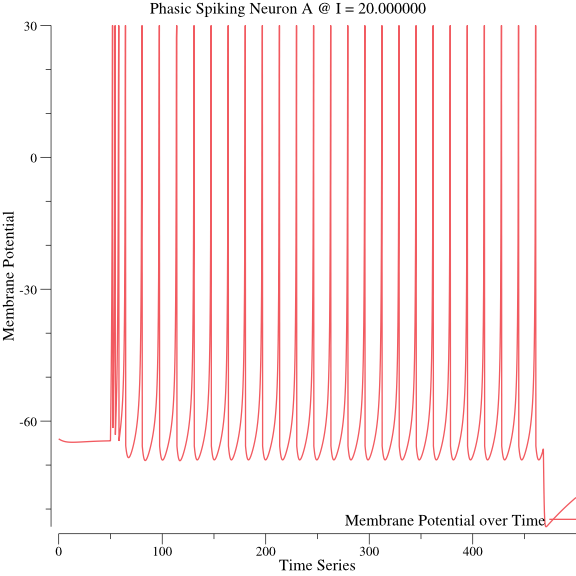 Phasic Spiking Neuron A @ I = 20.000000
30
0
-30
-60
Membrane Potential
Membrane Potential over Time
0 100 200 300 400
Time Series